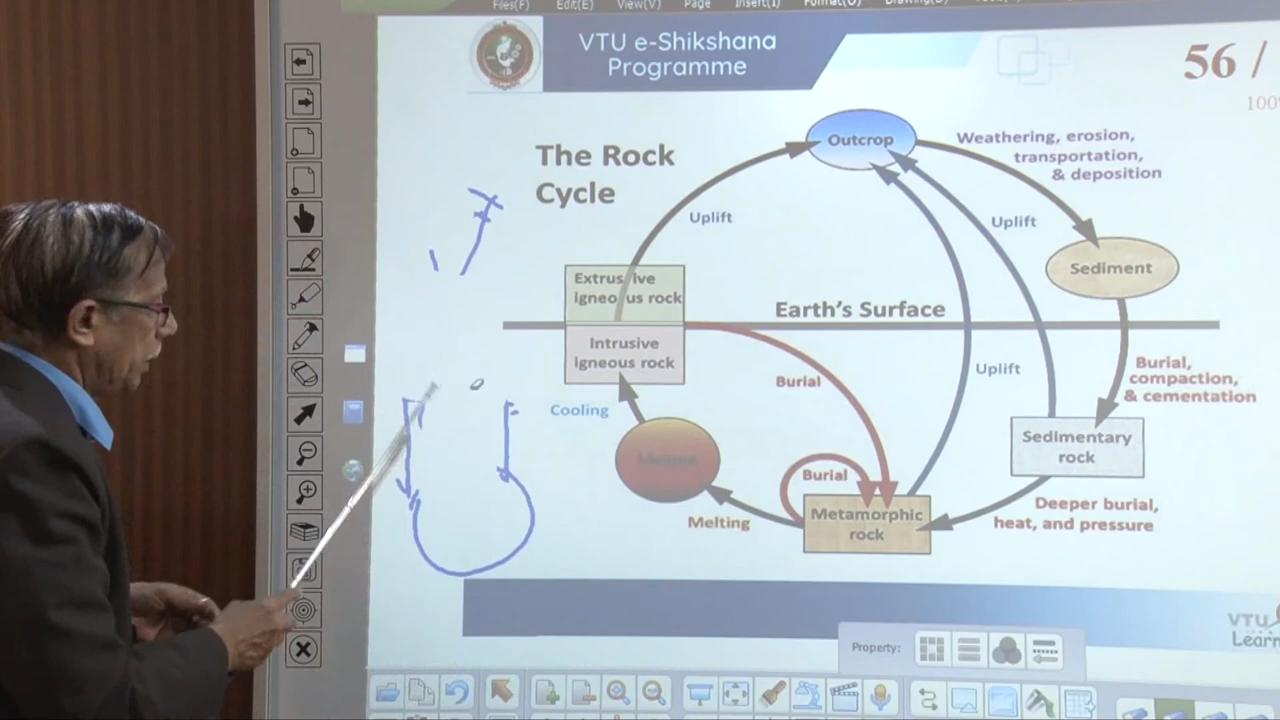 Files(F) Edit(E) View(V) Page Insert(I) Format(O) Drawing(D)
VTU e-Shikshana
Programme
56 /
100%
The Rock
Cycle
Outcrop
Weathering, erosion,
transportation,
& deposition
Uplift
Uplift
Sediment
Extrusive
igneous rock
Earth's Surface
Intrusive
igneous rock
Burial
Uplift
Burial,
compaction,
& cementation
Cooling
Sedimentary
rock
Burial
Metamorphic
rock
Melting
Deeper burial,
heat, and pressure
VTU
Learn
Property: